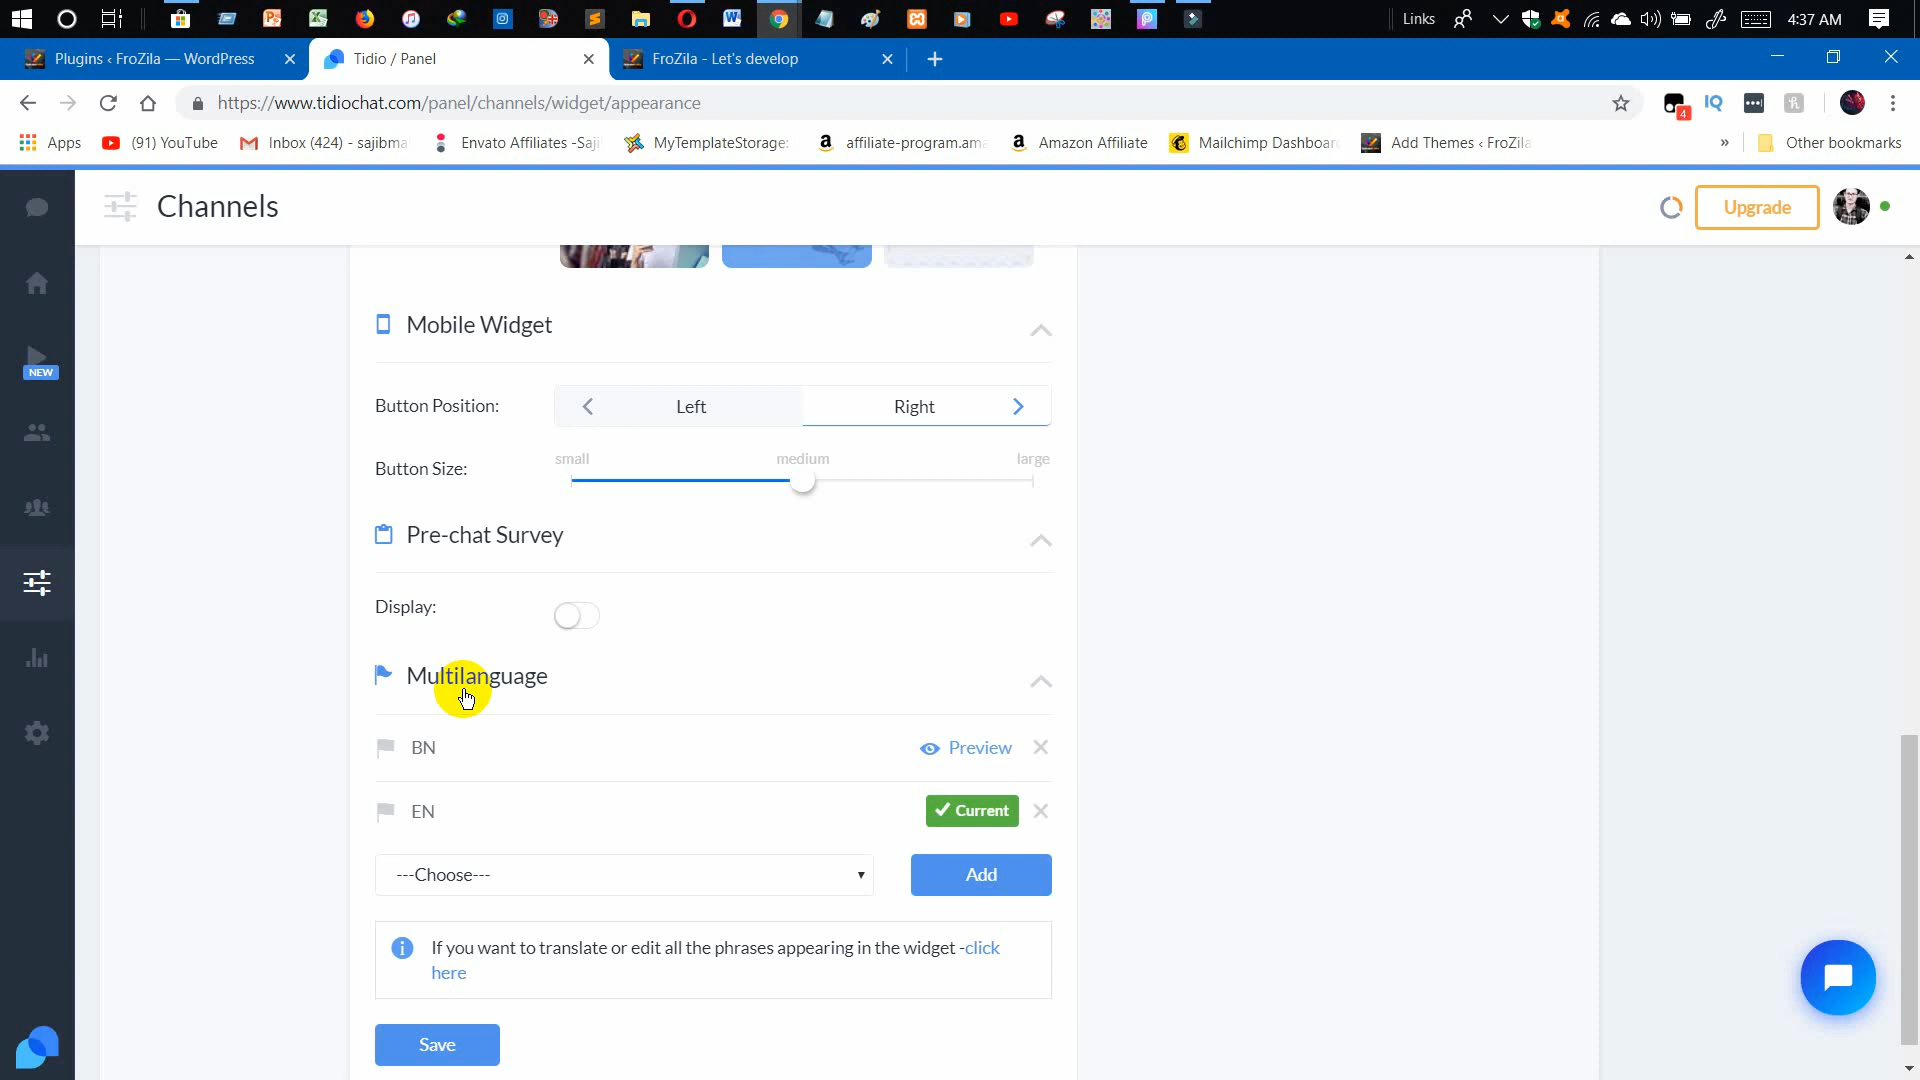 Links
4:37 AM
Plugins ‹ FroZila — WordPress
Tidio / Panel
FroZila - Let's develop
https://www.tidiochat.com/panel/channels/widget/appearance
4
IQ
Apps
(91) YouTube
Inbox (424) - sajibma
Envato Affiliates -Saji
MyTemplateStorage:
affiliate-program.ama
Amazon Affiliate
Mailchimp Dashboar
Add Themes ‹ FroZila
»
Other bookmarks
Channels
Upgrade
NEW
Mobile Widget
Button Position:
Left
Right
Button Size:
small
medium
large
Pre-chat Survey
Display:
Multilanguage
BN
Preview
EN
Current
---Choose---
Add
If you want to translate or edit all the phrases appearing in the widget -click
here
Save